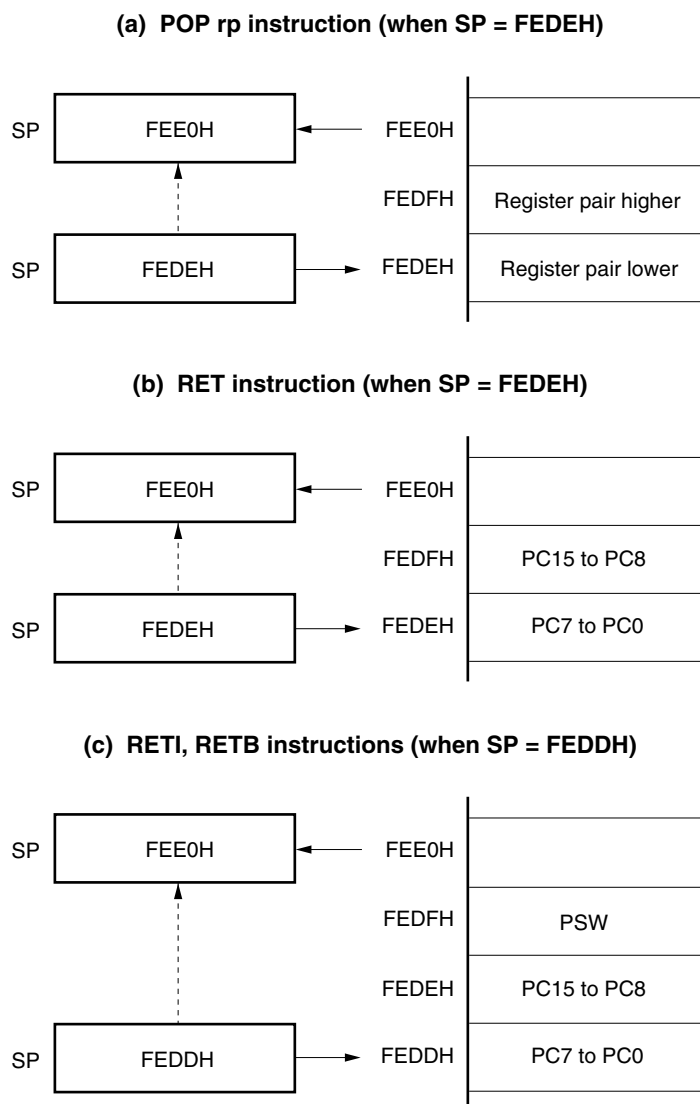 (a) POP rp instruction (when SP = FEDEH)
SP FEE0H FEE0H
FEDFH Register pair higher
SP FEDEH FEDEH Register pair lower
(b) RET instruction (when SP = FEDEH)
SP FEE0H FEE0H
FEDFH PC15 to PC8
SP FEDEH FEDEH PC7 to PC0
(c) RETI, RETB instructions (when SP = FEDDH)
SP FEE0H FEE0H
FEDFH PSW
FEDEH PC15 to PC8
SP FEDDH FEDDH PC7 to PC0